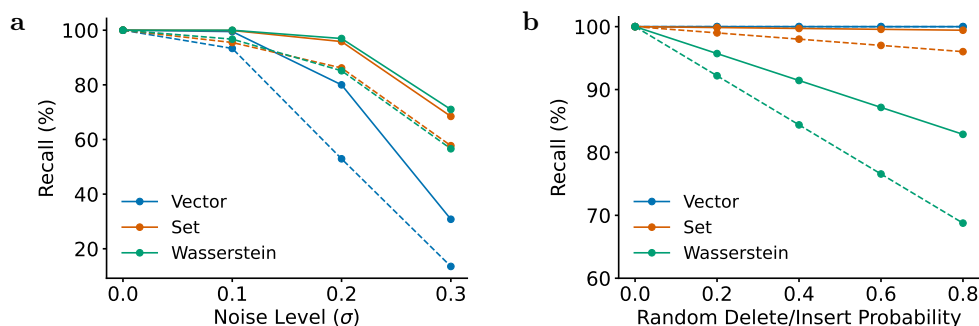 a
Recall (%)
100
80
60
40
20
0.0 0.1 0.2 0.3
Noise Level (σ)
Vector
Set
Wasserstein
b
Recall (%)
100
90
80
70
60
0.0 0.2 0.4 0.6 0.8
Random Delete/Insert Probability
Vector
Set
Wasserstein